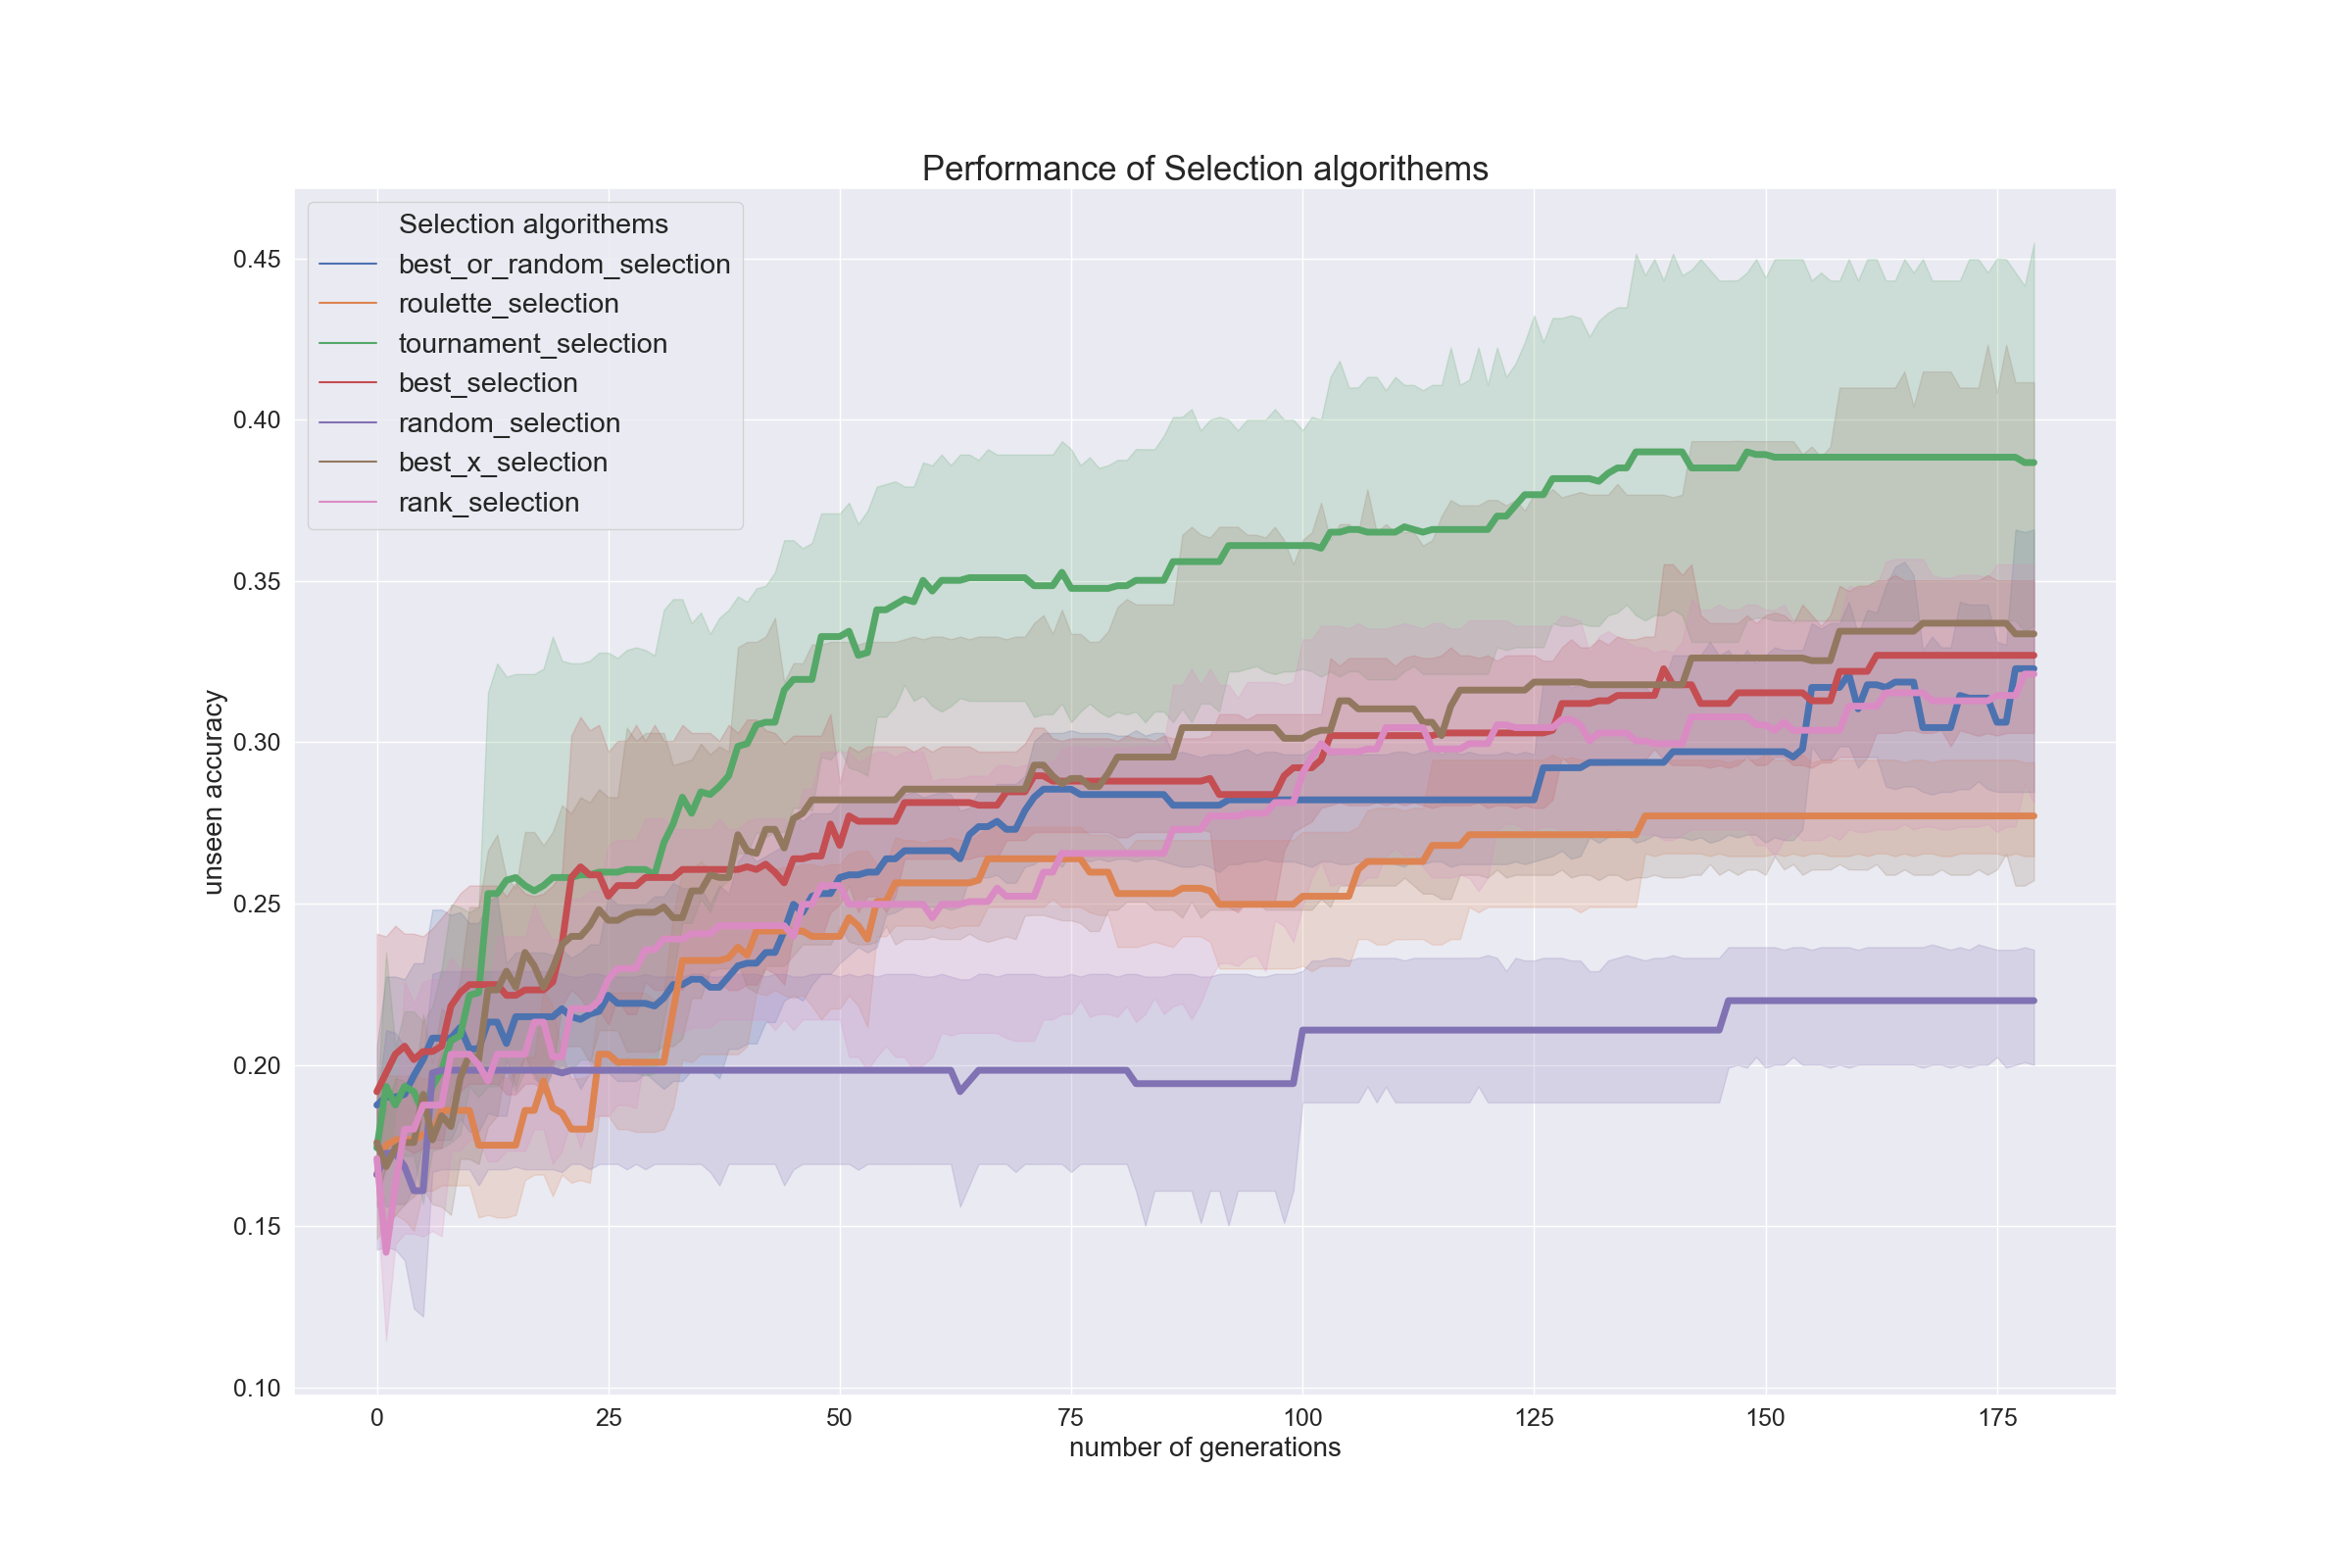 Performance of Selection algorithems
Selection algorithems
best_or_random_selection
roulette_selection
tournament_selection
best_selection
random_selection
best_x_selection
rank_selection
unseen accuracy
0.45
0.40
0.35
0.30
0.25
0.20
0.15
0.10
0 25 50 75 100 125 150 175
number of generations